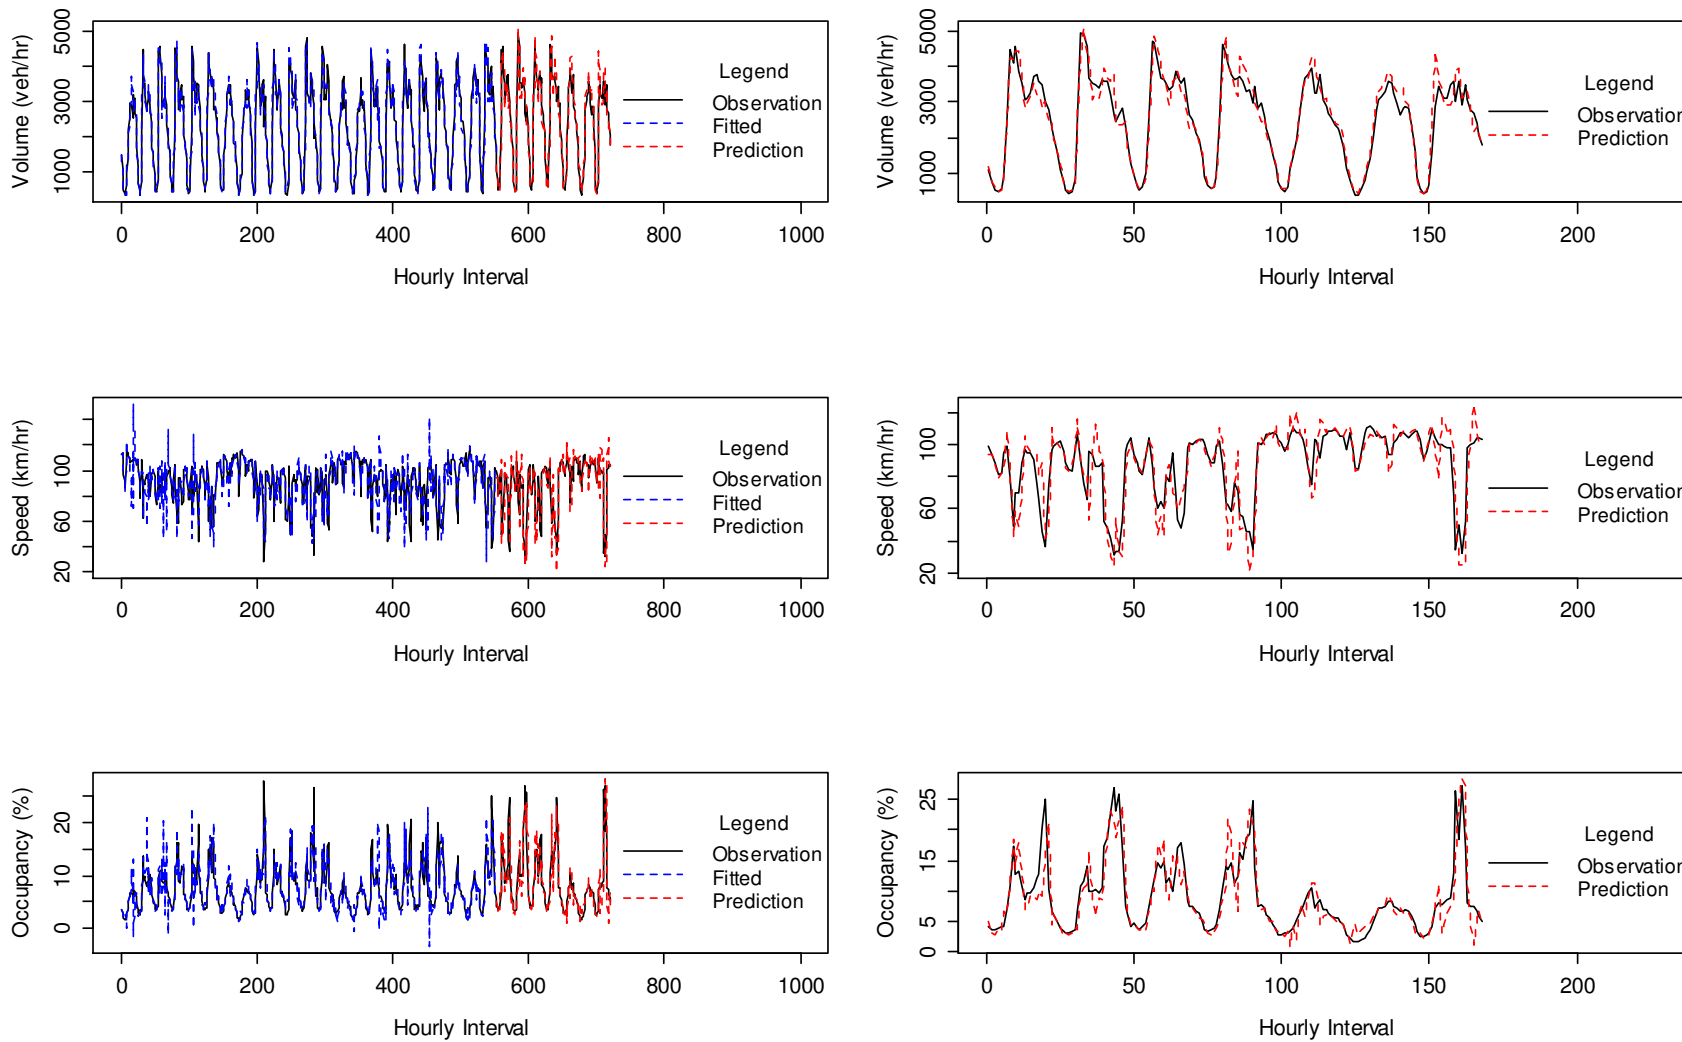 Volume (veh/hr)
1000
3000
5000
0
200
400
600
800
1000
Hourly Interval
Legend
Observation
Fitted
Prediction
Volume (veh/hr)
1000
3000
5000
0
50
100
150
200
Hourly Interval
Legend
Observation
Prediction
Speed (km/hr)
20
60
100
0
200
400
600
800
1000
Hourly Interval
Legend
Observation
Fitted
Prediction
Speed (km/hr)
20
60
100
0
50
100
150
200
Hourly Interval
Legend
Observation
Prediction
Occupancy (%)
0
10
20
0
200
400
600
800
1000
Hourly Interval
Legend
Observation
Fitted
Prediction
Occupancy (%)
0
5
15
25
0
50
100
150
200
Hourly Interval
Legend
Observation
Prediction